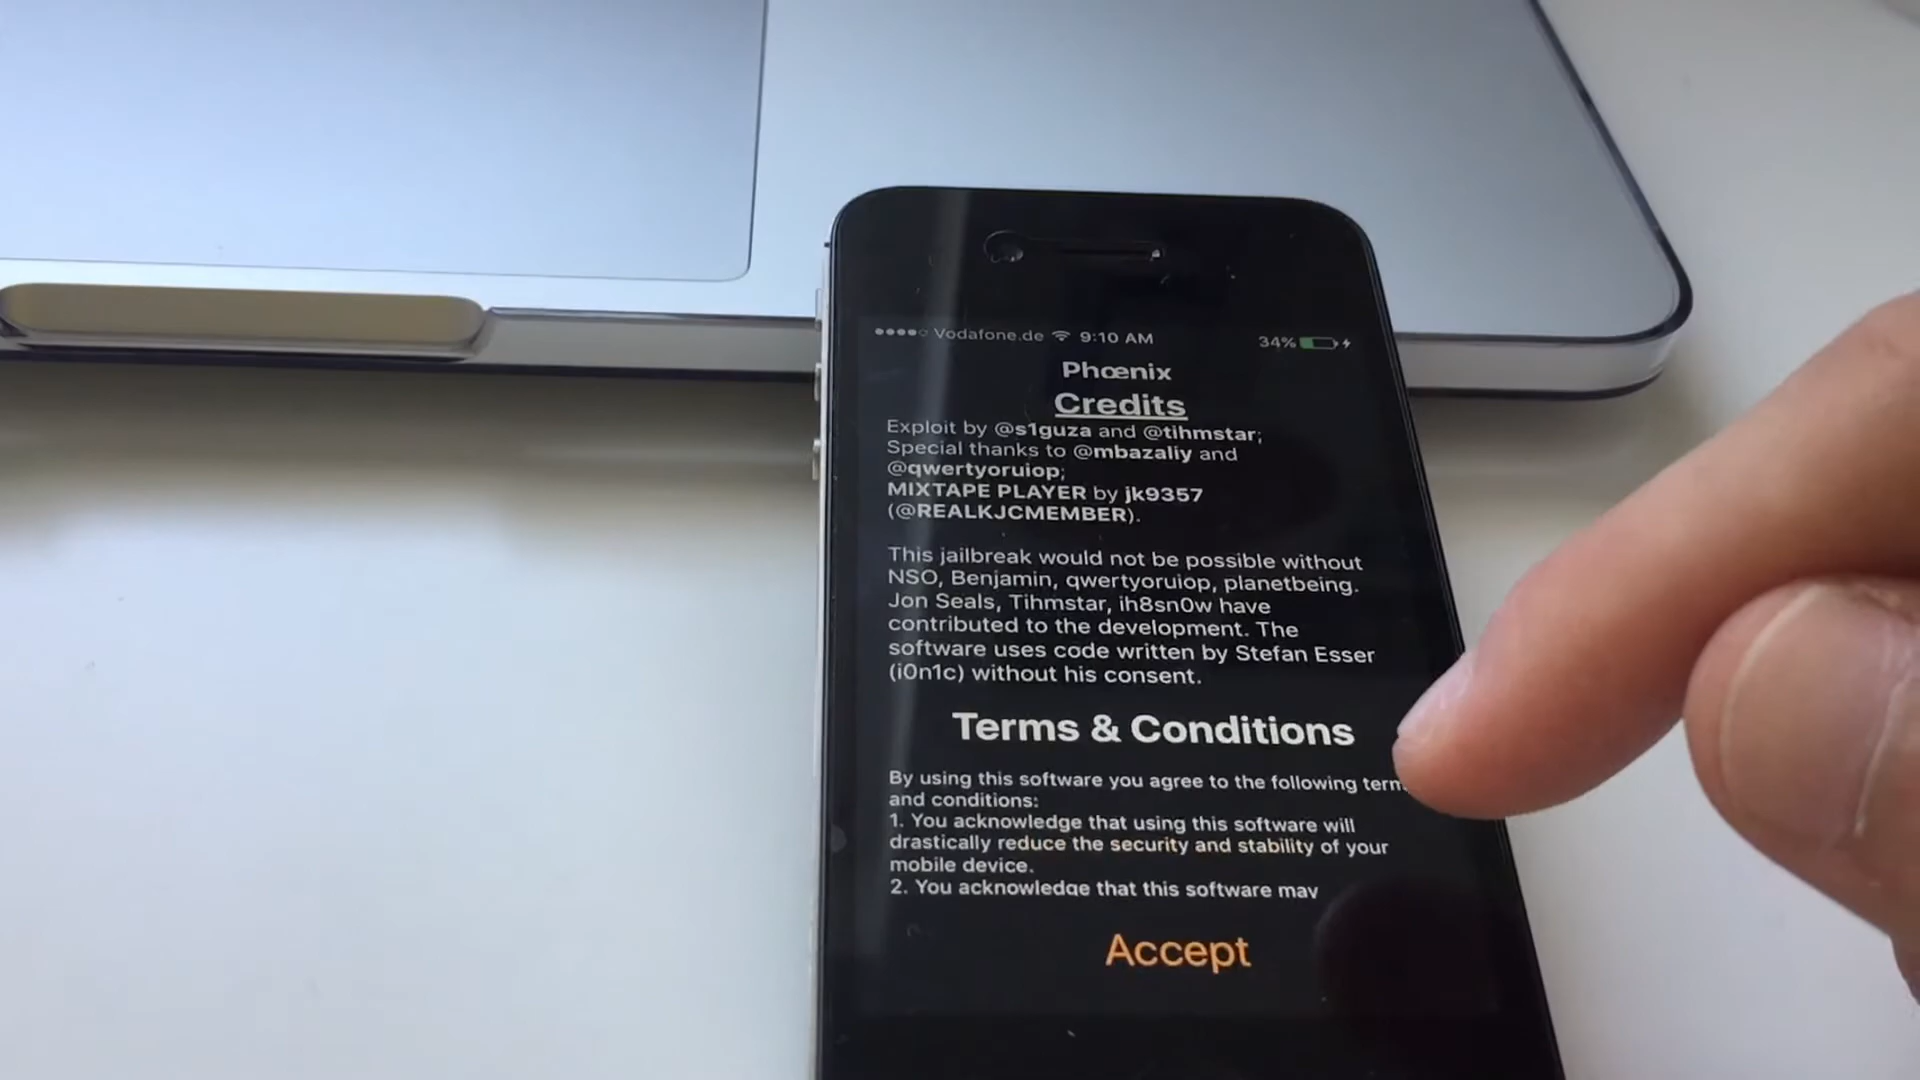 Vodafone.de 9:10 AM 34%
Phœnix
Credits
Exploit by @s1guza and @tihmstar;
Special thanks to @mbazaliy and
@qwertyoruiop;
MIXTAPE PLAYER by jk9357
(@REALKJCMEMBER).
This jailbreak would not be possible without
NSO, Benjamin, qwertyoruiop, planetbeing.
Jon Seals, Tihmstar, ih8sn0w have
contributed to the development. The
software uses code written by Stefan Esser
(i0n1c) without his consent.
Terms & Conditions
By using this software you agree to the following term
and conditions:
1. You acknowledge that using this software will
drastically reduce the security and stability of your
mobile device.
2. You acknowledge that this software may
Accept